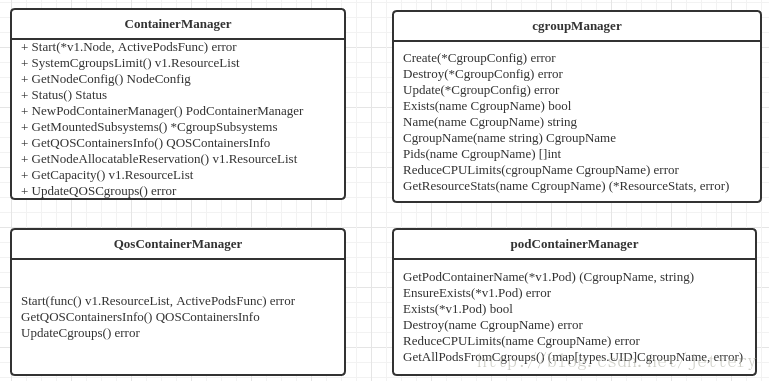 ContainerManager
+ Start(*v1.Node, ActivePodsFunc) error
+ SystemCgroupsLimit() v1.ResourceList
+ GetNodeConfig() NodeConfig
+ Status() Status
+ NewPodContainerManager() PodContainerManager
+ GetMountedSubsystems() *CgroupSubsystems
+ GetQOSContainersInfo() QOSContainersInfo
+ GetNodeAllocatableReservation() v1.ResourceList
+ GetCapacity() v1.ResourceList
+ UpdateQOSCgroups() error
cgroupManager
Create(*CgroupConfig) error
Destroy(*CgroupConfig) error
Update(*CgroupConfig) error
Exists(name CgroupName) bool
Name(name CgroupName) string
CgroupName(name string) CgroupName
Pids(name CgroupName) []int
ReduceCPULimits(cgroupName CgroupName) error
GetResourceStats(name CgroupName) (*ResourceStats, error)
QosContainerManager
Start(func() v1.ResourceList, ActivePodsFunc) error
GetQOSContainersInfo() QOSContainersInfo
UpdateCgroups() error
podContainerManager
GetPodContainerName(*v1.Pod) (CgroupName, string)
EnsureExists(*v1.Pod) error
Exists(*v1.Pod) bool
Destroy(name CgroupName) error
ReduceCPULimits(name CgroupName) error
GetAllPodsFromCgroups() (map[types.UID]CgroupName, error)
http://blog.csdn.net/jettery